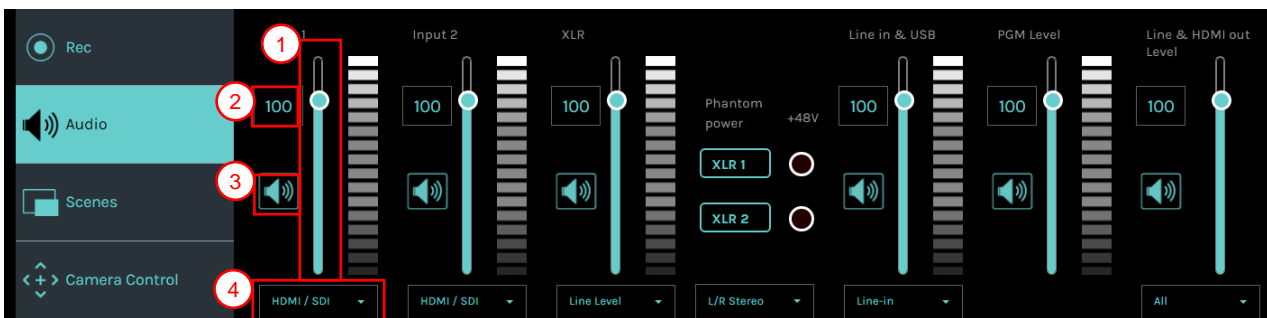 Rec
Audio
Scenes
Camera Control
1
2
3
4
1
100
HDMI / SDI
Input 2
100
HDMI / SDI
XLR
100
Line Level
Phantom
power
+48V
XLR 1
XLR 2
L/R Stereo
Line in & USB
100
Line-in
PGM Level
100
Line & HDMI out
Level
100
All